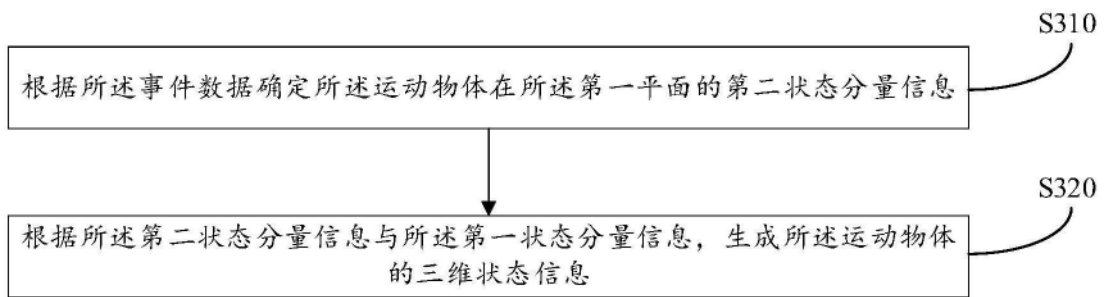 S310
根据所述事件数据确定所述运动物体在所述第一平面的第二状态分量信息
S320
根据所述第二状态分量信息与所述第一状态分量信息，生成所述运动物体
的三维状态信息